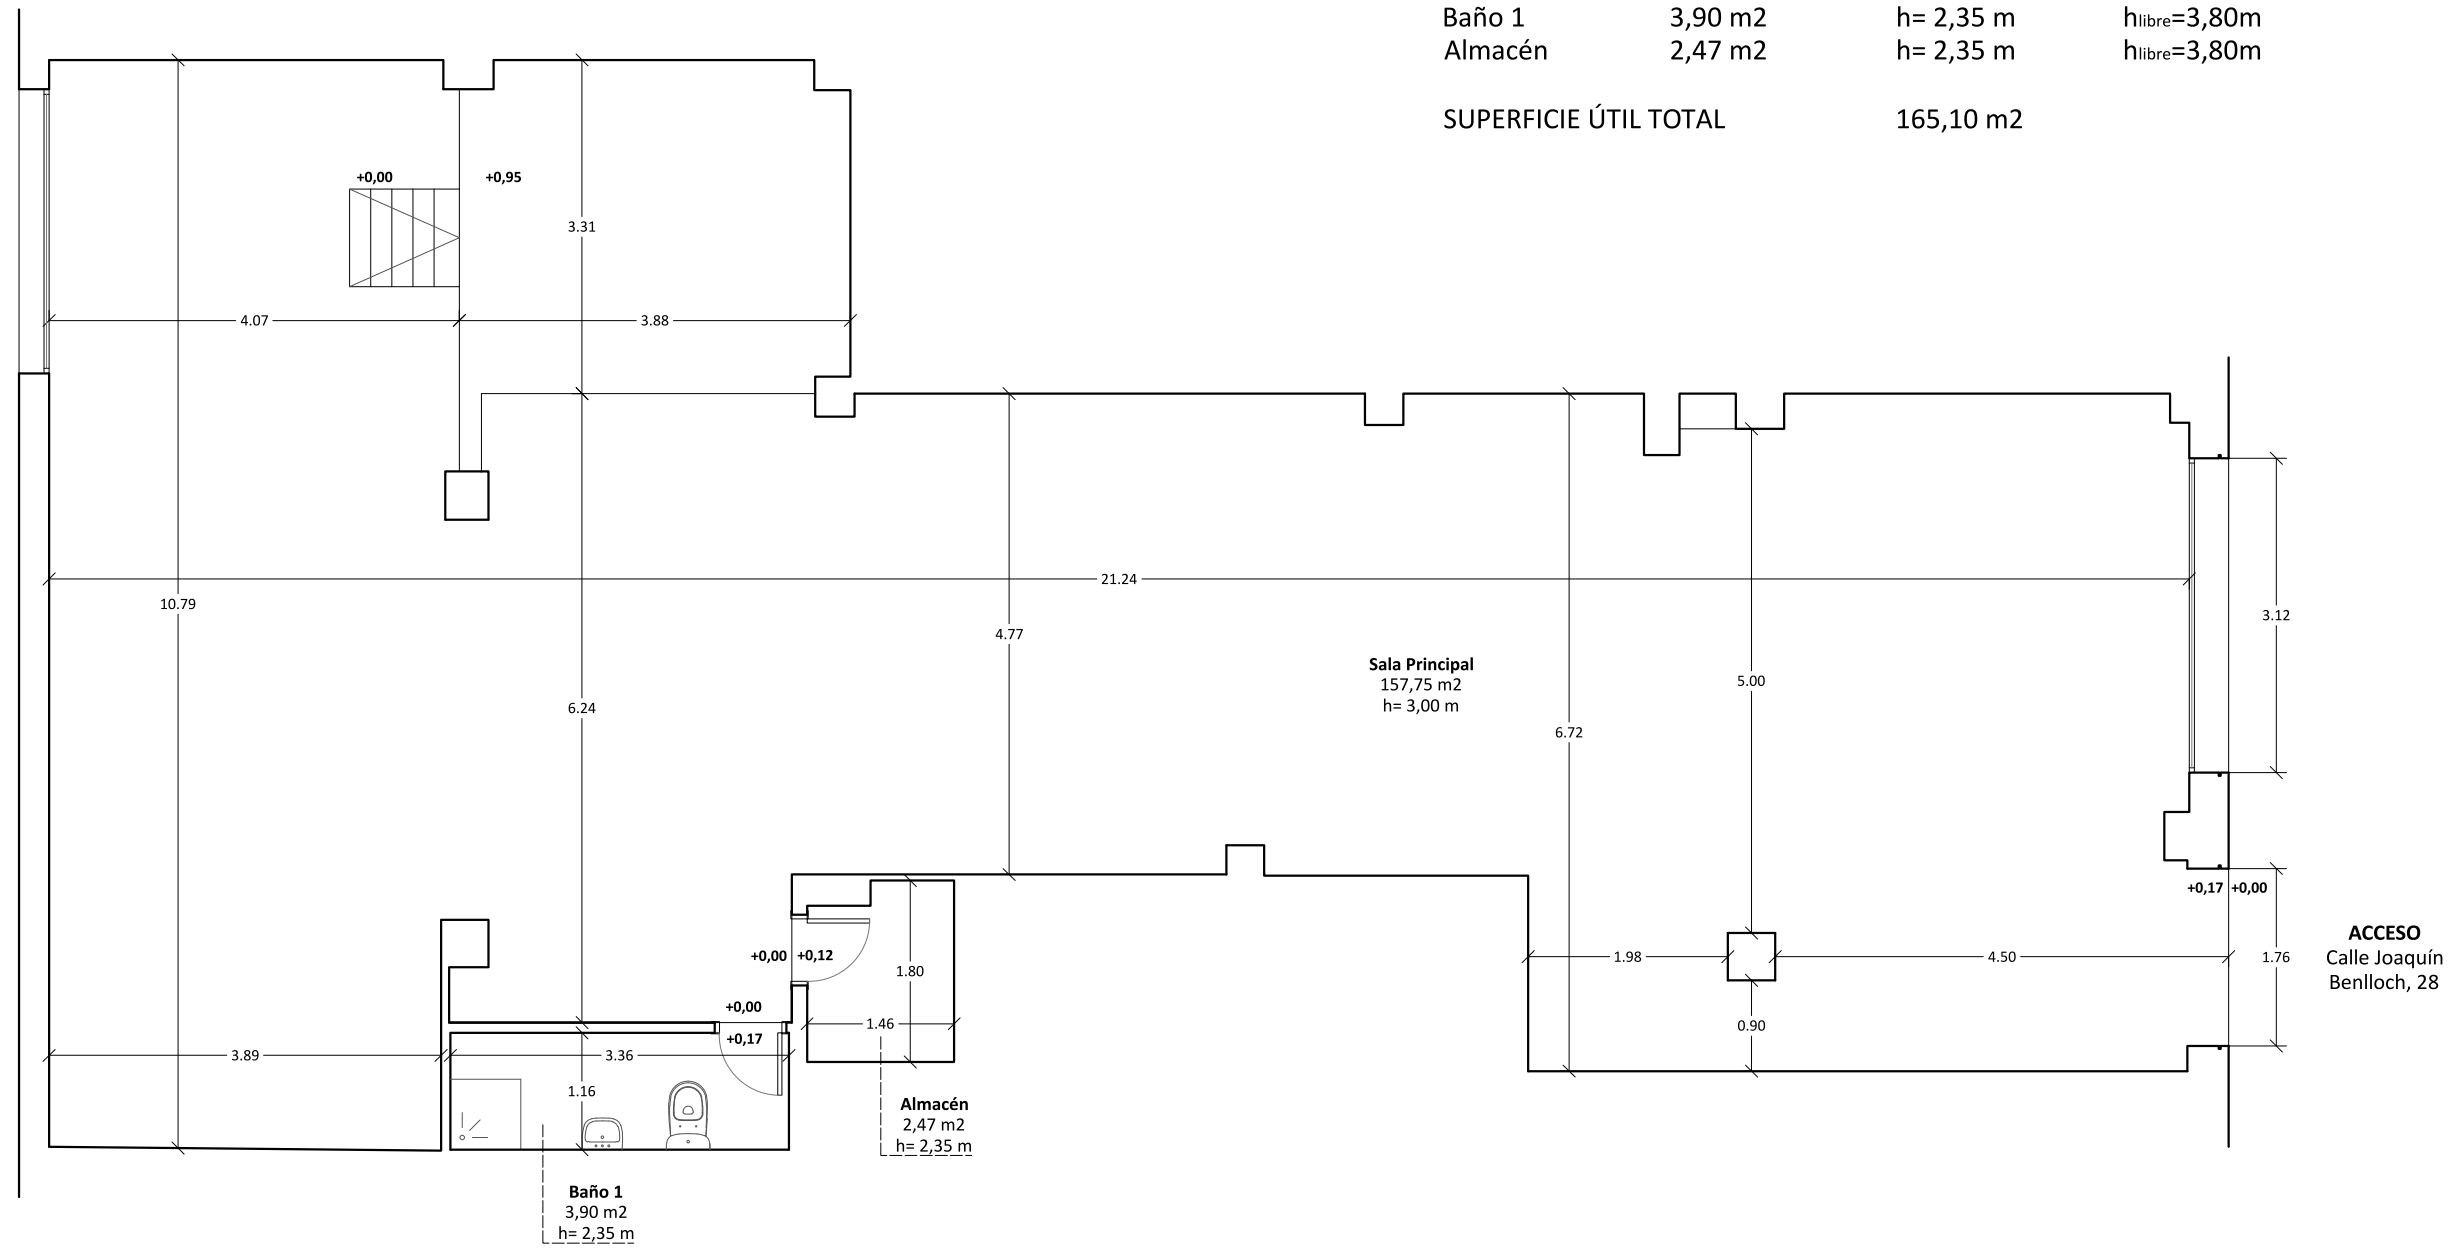 Baño 1 3,90 m2 h= 2,35 m hlibre=3,80m
Almacén 2,47 m2 h= 2,35 m hlibre=3,80m
SUPERFICIE ÚTIL TOTAL 165,10 m2
+0,00 +0,95
3.31
4.07 3.88
21.24
10.79
4.77
3.12
Sala Principal
157,75 m2
h= 3,00 m
5.00
6.24
6.72
+0,17 +0,00
ACCESO
Calle Joaquín
Benlloch, 28
+0,00 +0,12
1.80
1.98 4.50 1.76
+0,00
1.46
0.90
+0,17
3.89 3.36
1.16
Almacén
2,47 m2
h= 2,35 m
Baño 1
3,90 m2
h= 2,35 m